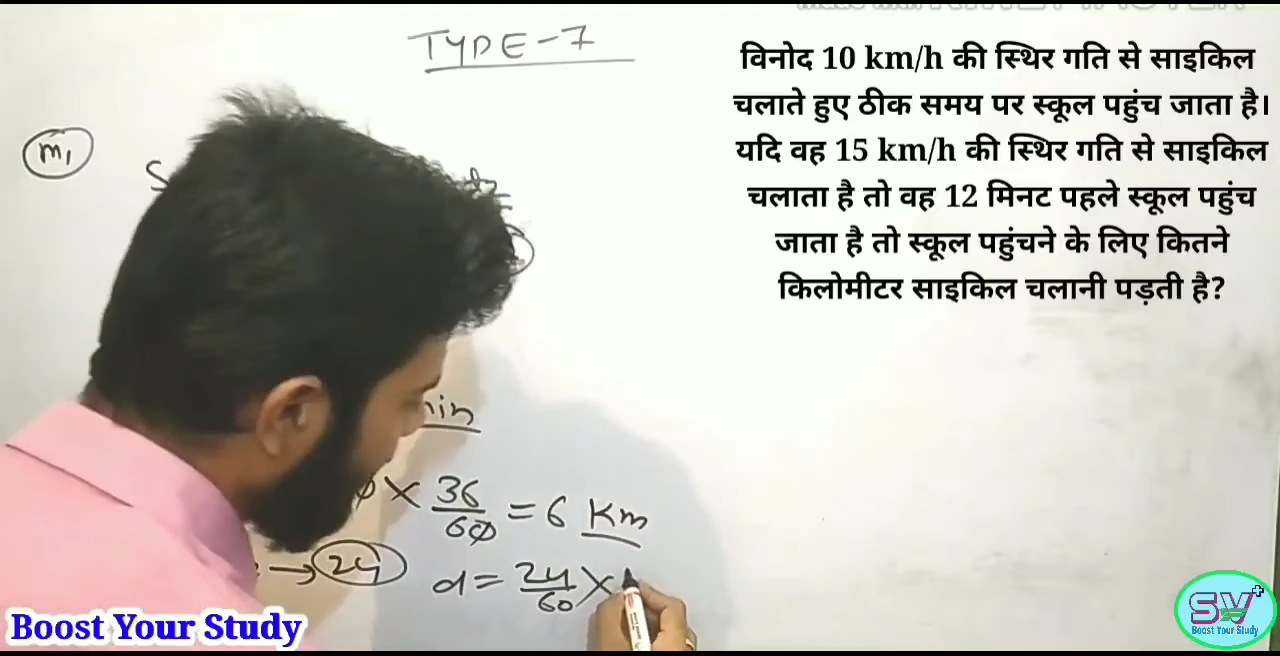 TYPE-7
विनोद 10 km/h की स्थिर गति से साइकिल
चलाते हुए ठीक समय पर स्कूल पहुंच जाता है।
यदि वह 15 km/h की स्थिर गति से साइकिल
चलाता है तो वह 12 मिनट पहले स्कूल पहुंच
जाता है तो स्कूल पहुंचने के लिए कितने
किलोमीटर साइकिल चलानी पड़ती है?
m₁
S
× 36/60 = 6 Km
→ 24
d = 24/60 ×
Boost Your Study
SV+
Boost Your Study